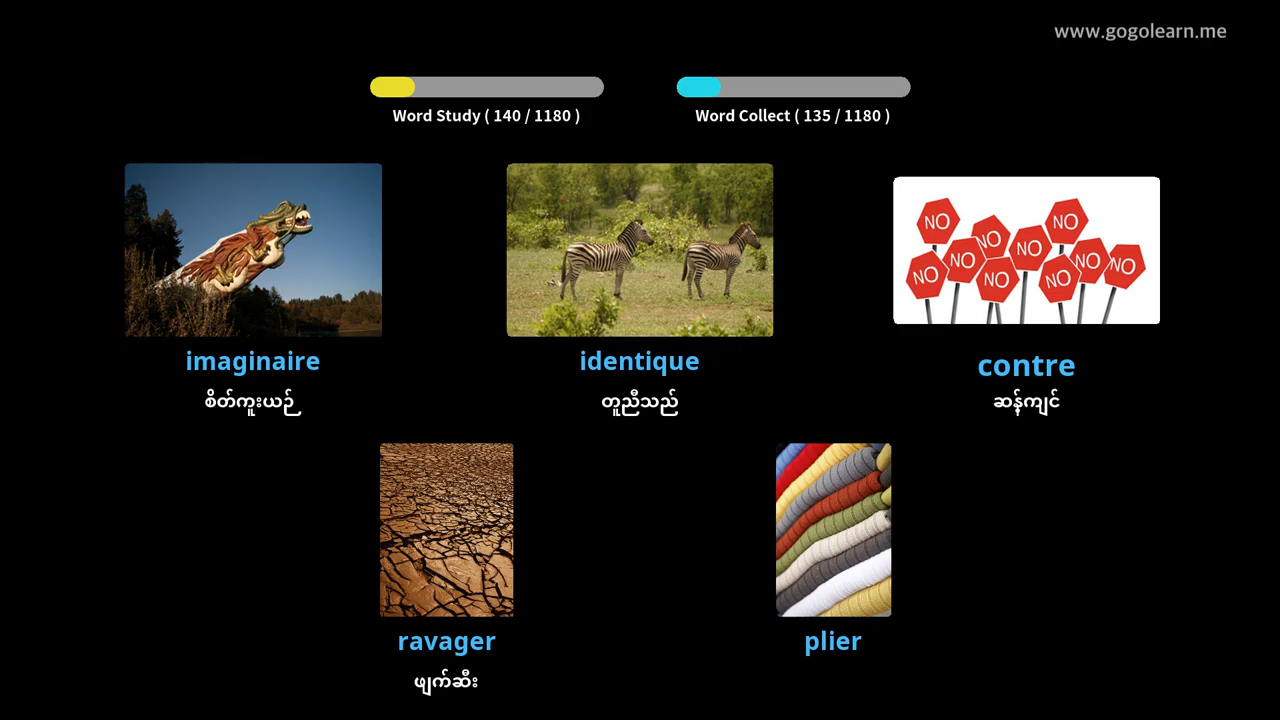 www.gogolearn.me
Word Study ( 140 / 1180 )
Word Collect ( 135 / 1180 )
NO NO NO NO NO NO NO NO NO NO
imaginaire
identique
contre
စိတ်ကူးယဉ်
တူညီသည်
ဆန့်ကျင်
ravager
plier
ဖျက်ဆီး